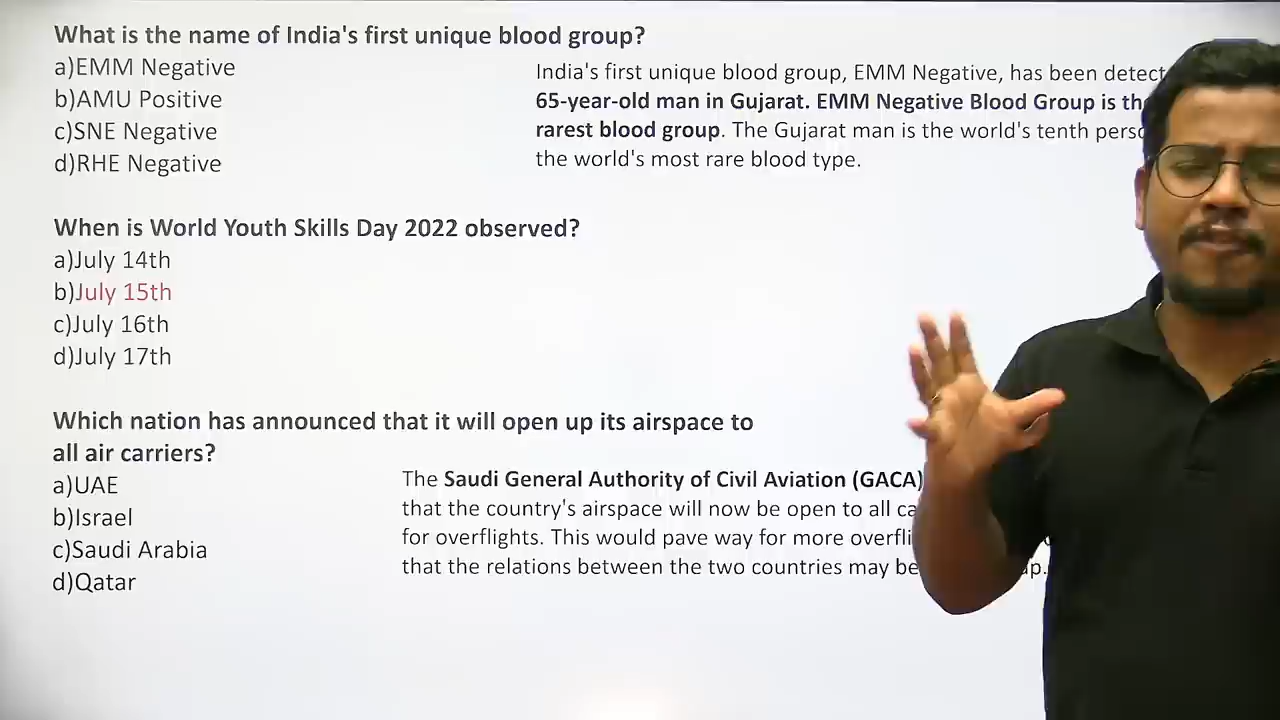 What is the name of India's first unique blood group?
a)EMM Negative
b)AMU Positive
c)SNE Negative
d)RHE Negative
India's first unique blood group, EMM Negative, has been
65-year-old man in Gujarat. EMM Negative Blood Group is
rarest blood group. The Gujarat man is the world's tenth
the world's most rare blood type.
When is World Youth Skills Day 2022 observed?
a)July 14th
b)July 15th
c)July 16th
d)July 17th
Which nation has announced that it will open up its airspace to
all air carriers?
a)UAE
b)Israel
c)Saudi Arabia
d)Qatar
The Saudi General Authority of Civil Aviation (GACA)
that the country's airspace will now be open to all
for overflights. This would pave way for more
that the relations between the two countries may be